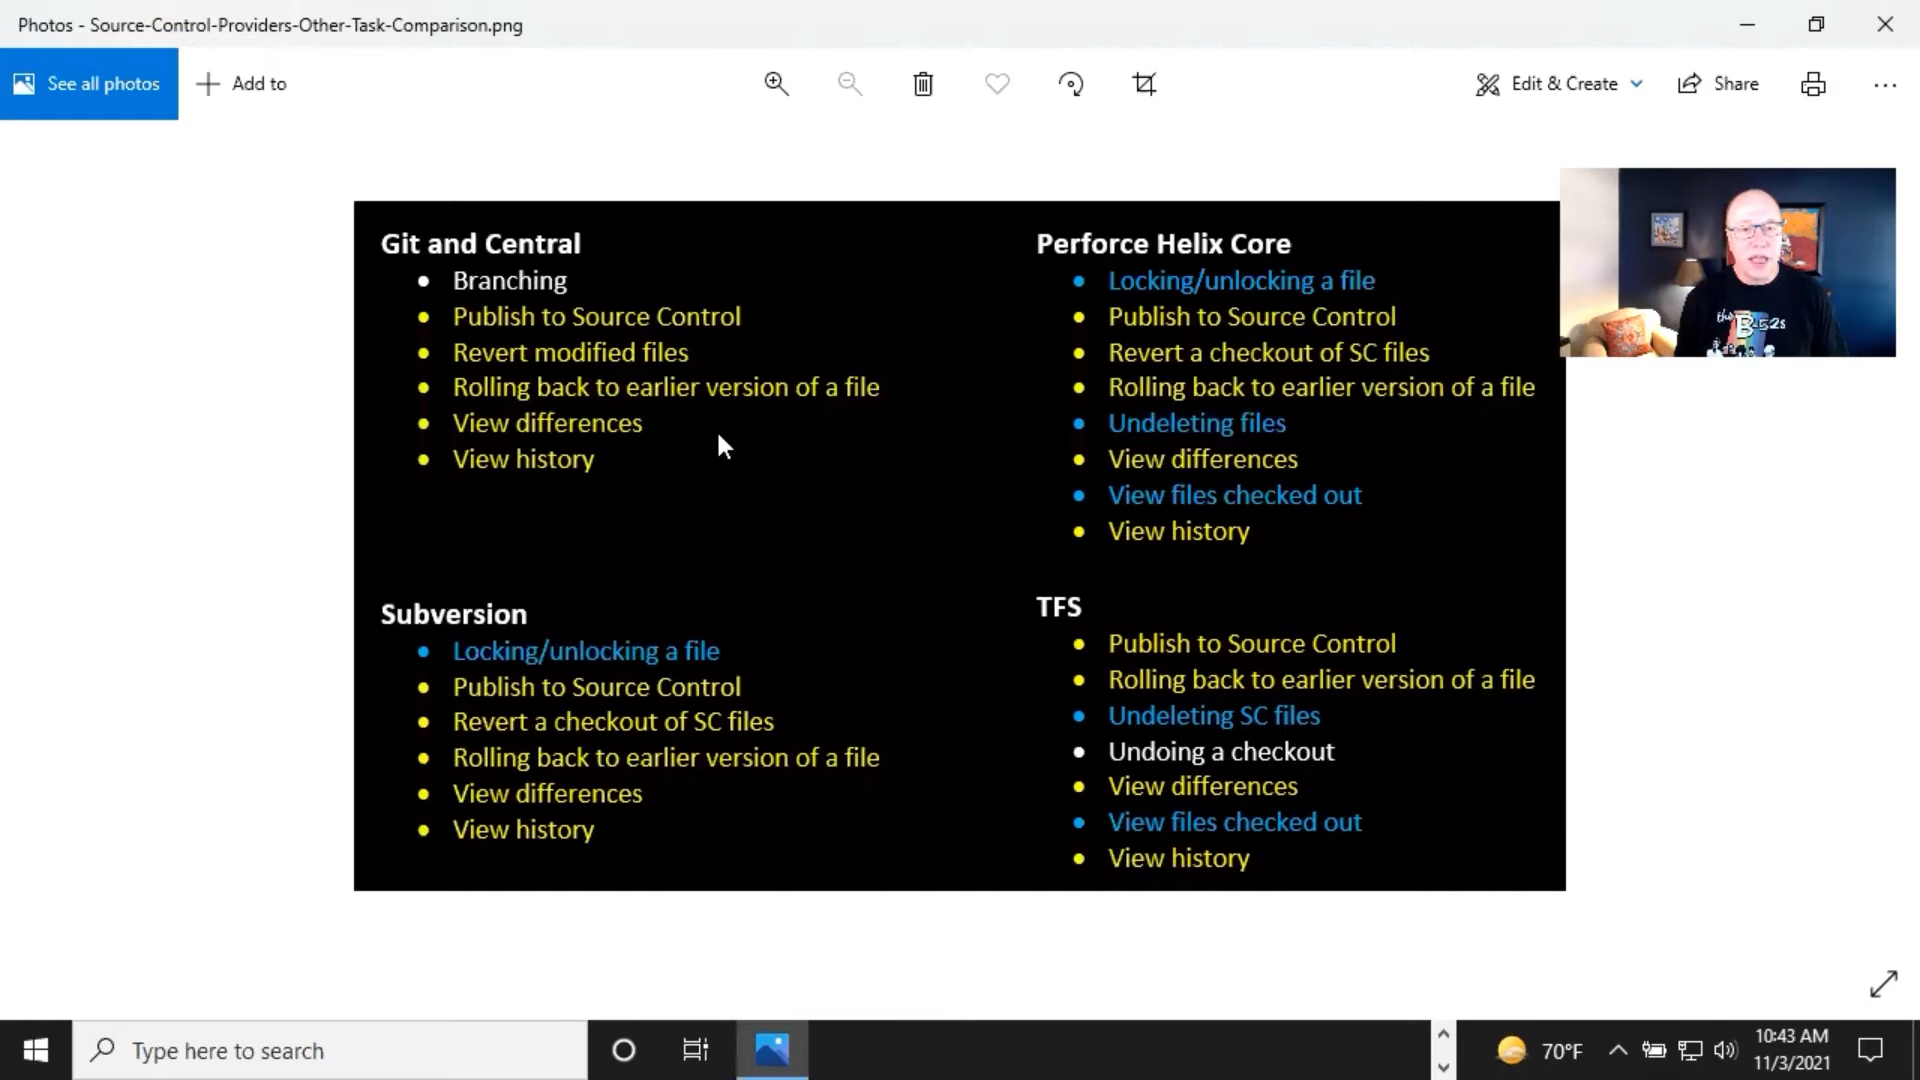 Photos - Source-Control-Providers-Other-Task-Comparison.png
See all photos
Add to
Edit & Create
Share
Git and Central
Branching
Publish to Source Control
Revert modified files
Rolling back to earlier version of a file
View differences
View history
Perforce Helix Core
Locking/unlocking a file
Publish to Source Control
Revert a checkout of SC files
Rolling back to earlier version of a file
Undeleting files
View differences
View files checked out
View history
the
B-52s
Subversion
Locking/unlocking a file
Publish to Source Control
Revert a checkout of SC files
Rolling back to earlier version of a file
View differences
View history
TFS
Publish to Source Control
Rolling back to earlier version of a file
Undeleting SC files
Undoing a checkout
View differences
View files checked out
View history
Type here to search
70°F
10:43 AM
11/3/2021